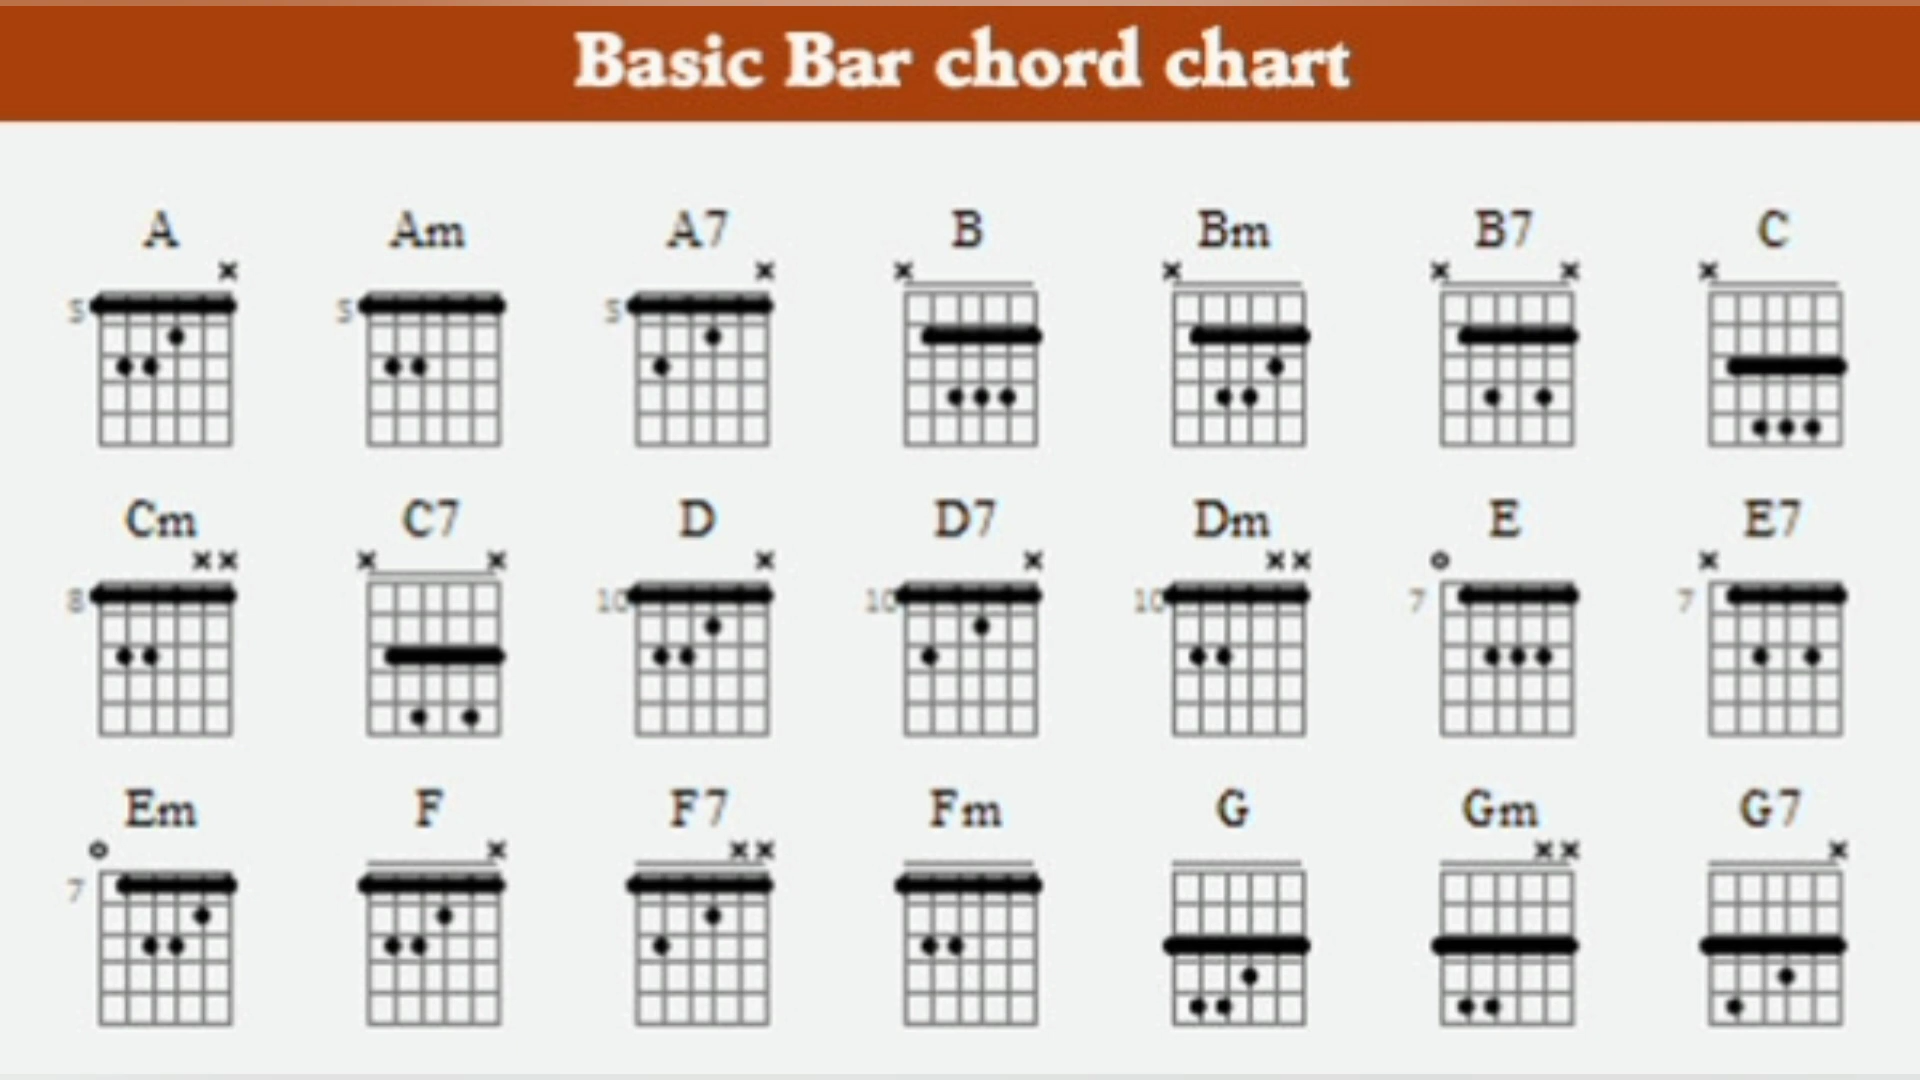 Basic Bar chord chart
A Am A7 B Bm B7 C
x x x x x x x
5 5 5
Cm C7 D D7 Dm E E7
x x x x x x x x o x
8 10 10 10 7 7
Em F F7 Fm G Gm G7
o x x x x x x
7